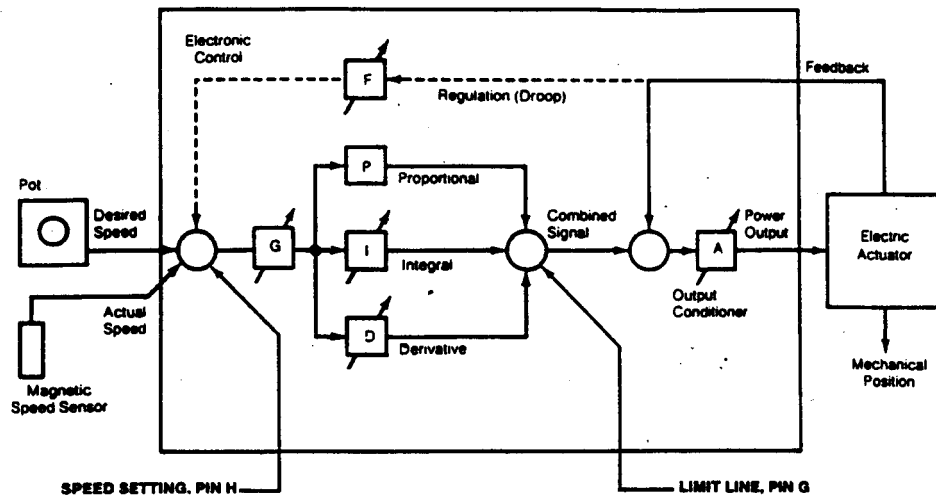 Electronic
Control
F
Regulation (Droop)
Feedback
P
Proportional
Pot
Desired
Speed
G
I
Integral
Combined
Signal
A
Power
Output
Electric
Actuator
Output
Conditioner
Actual
Speed
D
Derivative
Magnetic
Speed Sensor
Mechanical
Position
SPEED SETTING, PIN H
LIMIT LINE, PIN G